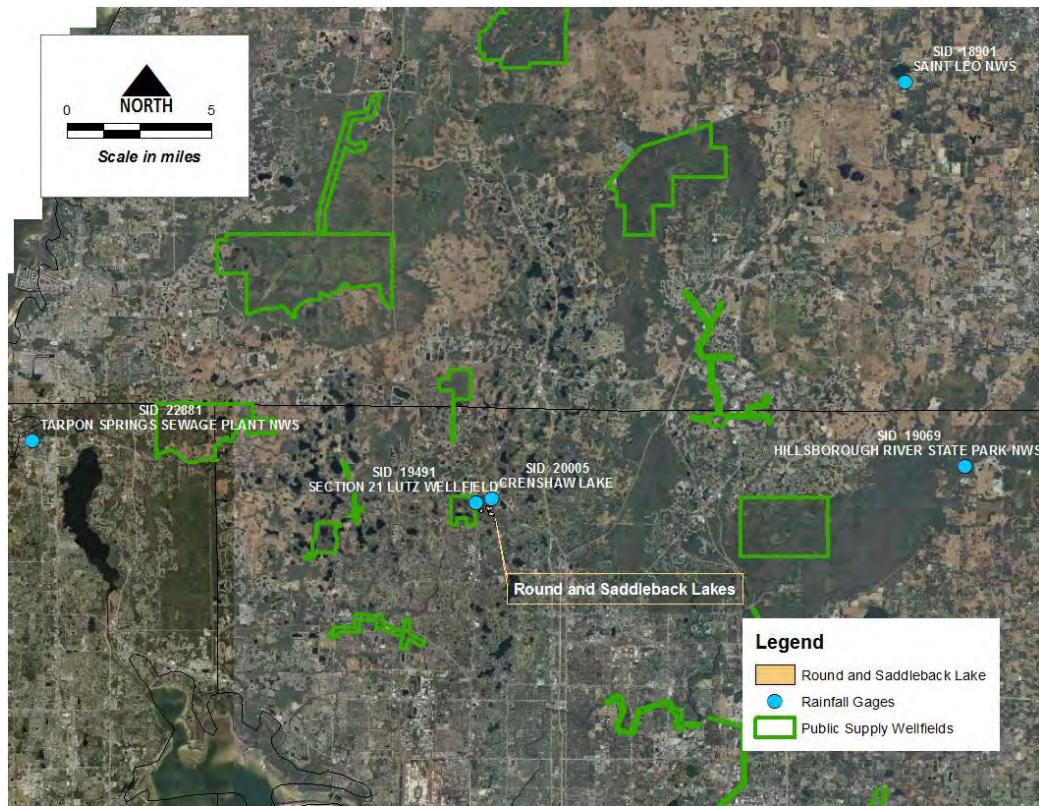 SID 18901
SAINT LEO NWS
NORTH
0 5
Scale in miles
SID 22881
TARPON SPRINGS SEWAGE PLANT NWS
SID 19069
HILLSBOROUGH RIVER STATE PARK NWS
SID 19491
SECTION 21 LUTZ WELLFIELD
SID 20005
CRENSHAW LAKE
Round and Saddleback Lakes
Legend
Round and Saddleback Lake
Rainfall Gages
Public Supply Wellfields